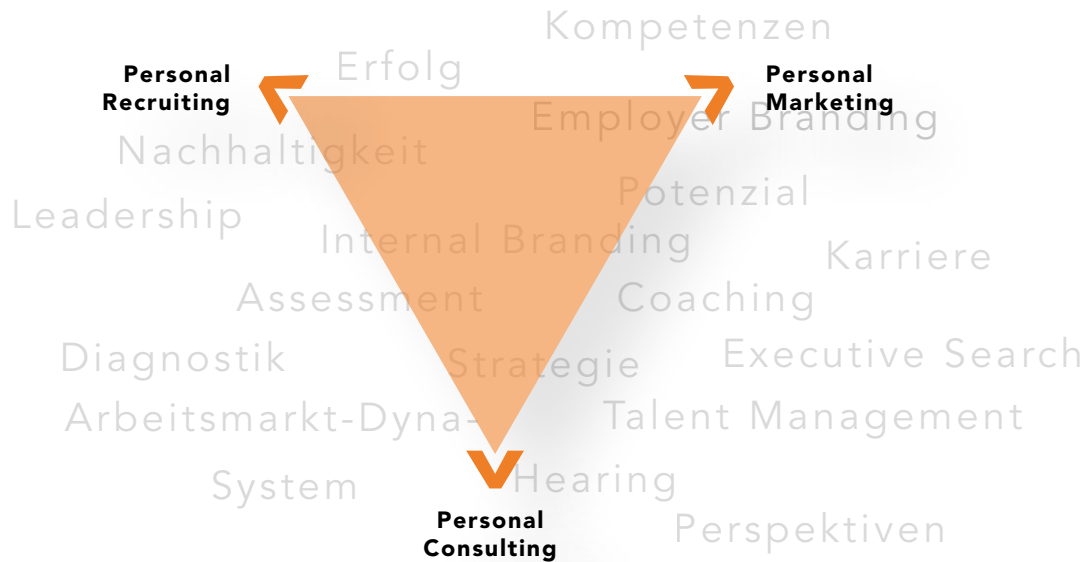 Kompetenzen
Erfolg
Personal
Recruiting
Personal
Marketing
Employer Branding
Nachhaltigkeit
Potenzial
Leadership
Internal Branding
Karriere
Assessment
Coaching
Diagnostik
Strategie
Executive Search
Arbeitsmarkt-Dyna-
Talent Management
System
Hearing
Personal
Consulting
Perspektiven